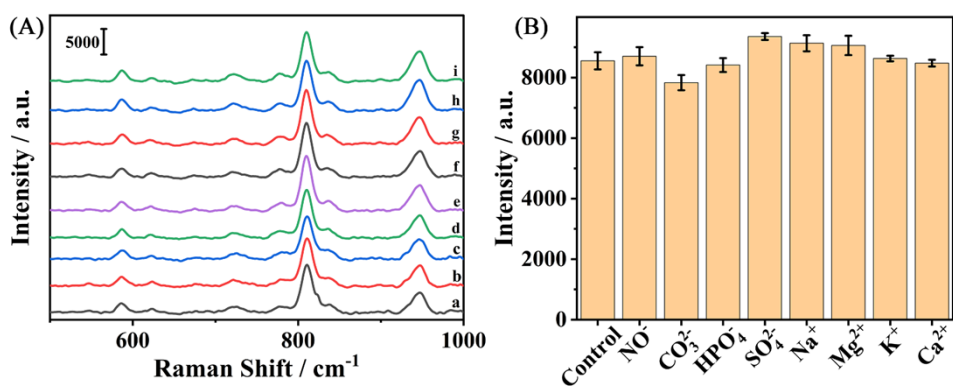 (A)
5000
i
h
g
f
e
d
c
b
a
Intensity / a.u.
600
800
1000
Raman Shift / cm⁻¹
(B)
Intensity / a.u.
8000
6000
4000
2000
0
Control
NO⁻
CO₃²⁻
HPO₄⁻
SO₄²⁻
Na⁺
Mg²⁺
K⁺
Ca²⁺